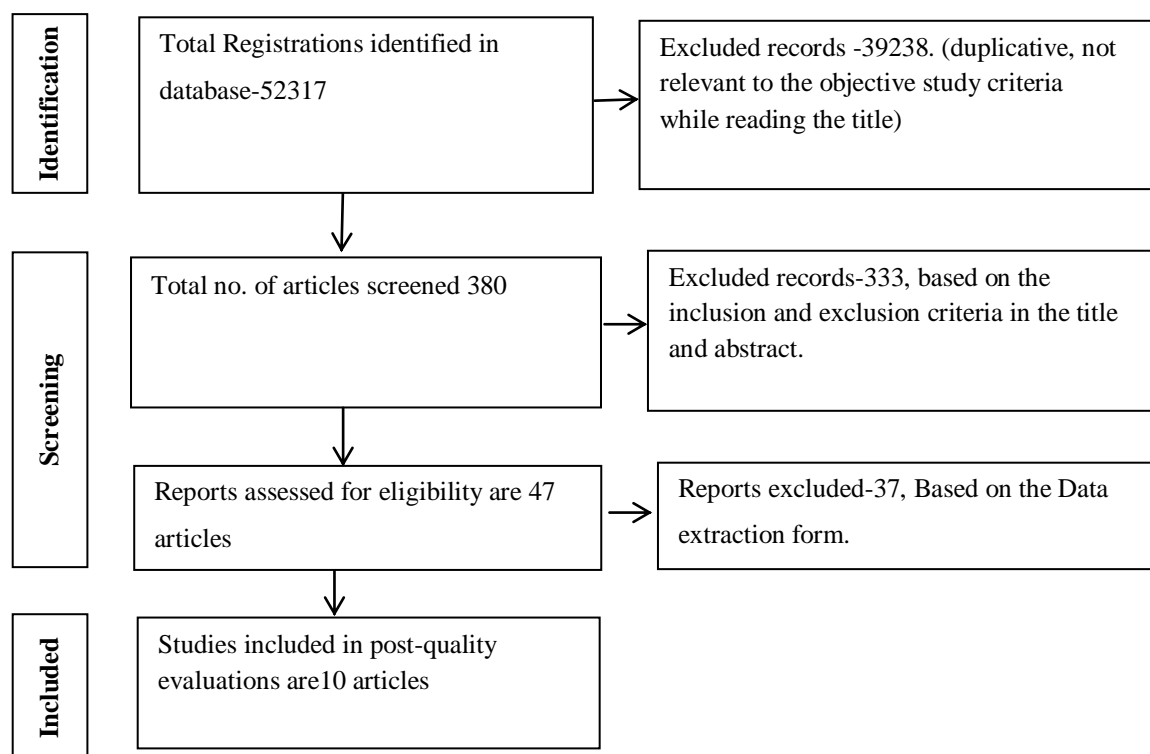 Identification
Total Registrations identified in
database-52317
Excluded records -39238. (duplicative, not
relevant to the objective study criteria
while reading the title)
Screening
Total no. of articles screened 380
Excluded records-333, based on the
inclusion and exclusion criteria in the title
and abstract.
Reports assessed for eligibility are 47
articles
Reports excluded-37, Based on the Data
extraction form.
Included
Studies included in post-quality
evaluations are10 articles